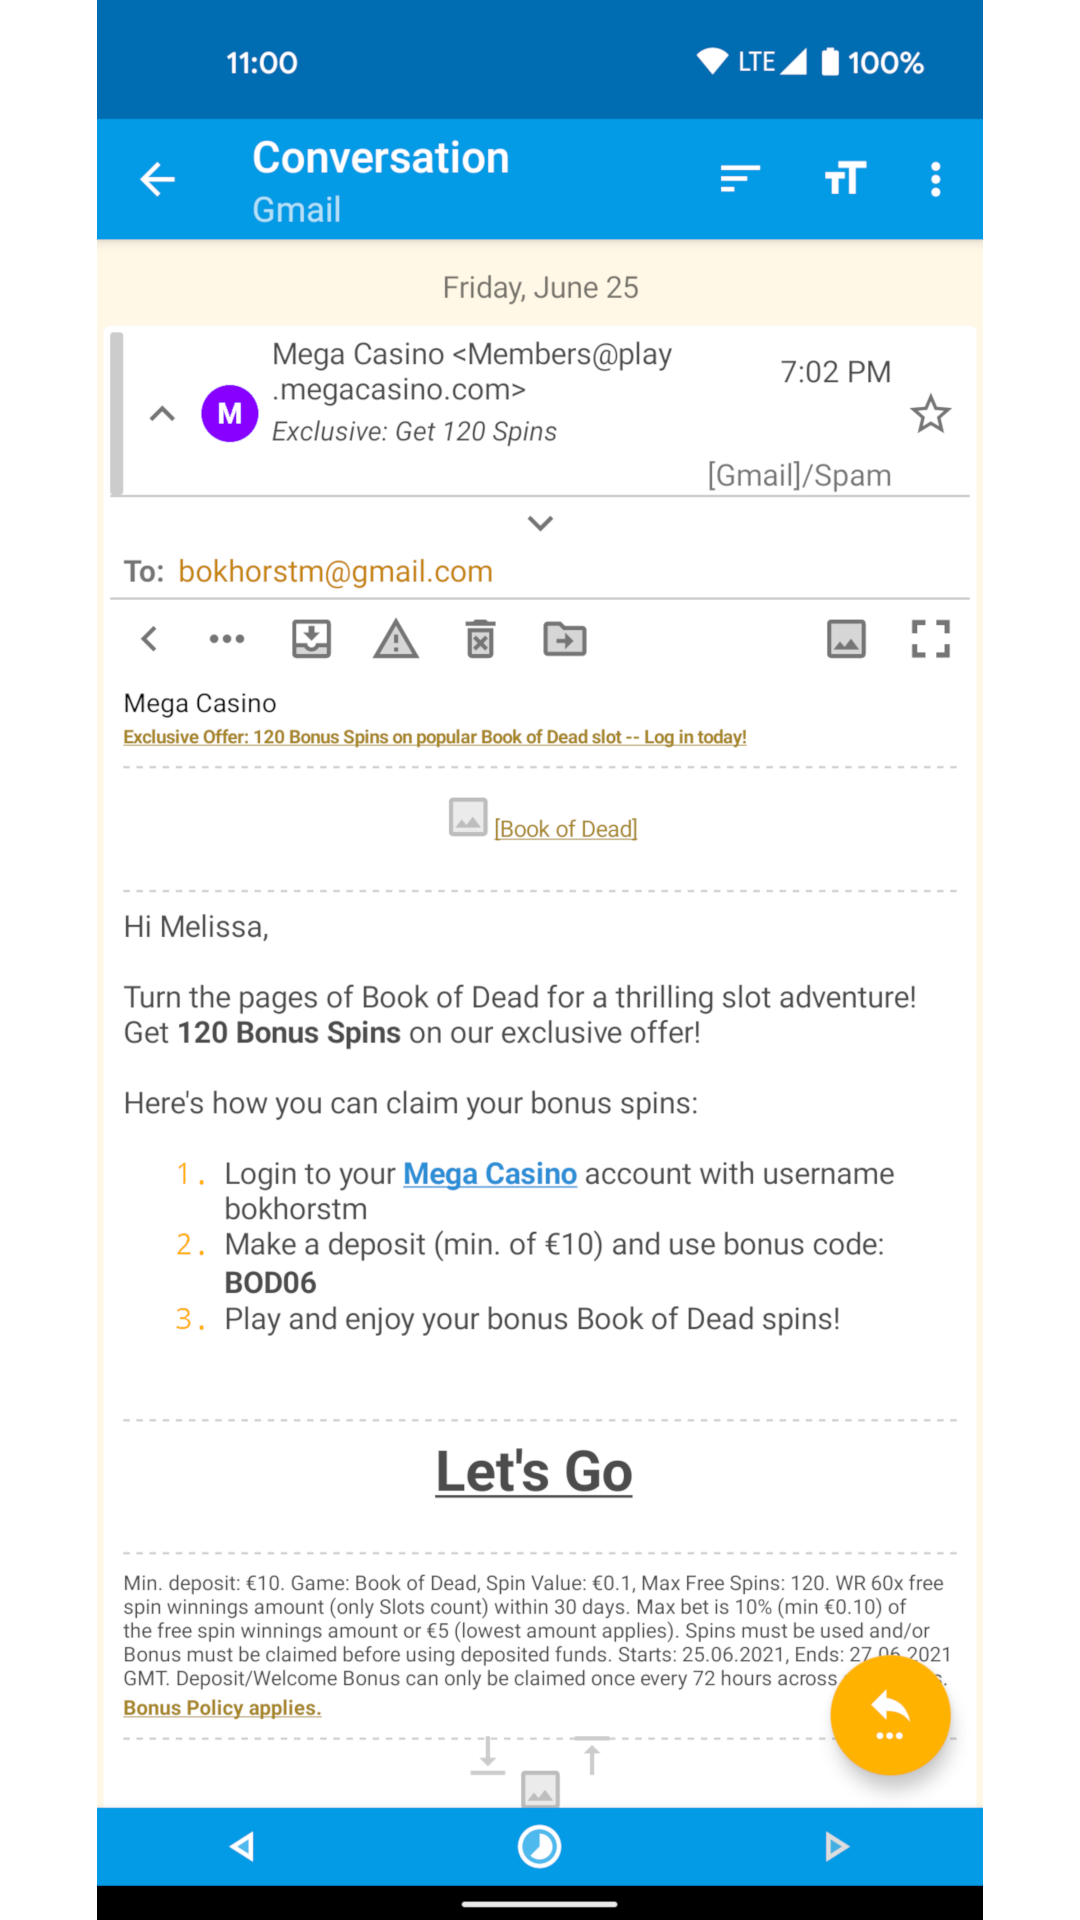 11:00
LTE 100%
Conversation
Gmail
Friday, June 25
Mega Casino <Members@play
.megacasino.com>
7:02 PM
M
Exclusive: Get 120 Spins
[Gmail]/Spam
To: bokhorstm@gmail.com
Mega Casino
Exclusive Offer: 120 Bonus Spins on popular Book of Dead slot -- Log in today!
[Book of Dead]
Hi Melissa,
Turn the pages of Book of Dead for a thrilling slot adventure!
Get 120 Bonus Spins on our exclusive offer!
Here's how you can claim your bonus spins:
1. Login to your Mega Casino account with username
bokhorstm
2. Make a deposit (min. of €10) and use bonus code:
BOD06
3. Play and enjoy your bonus Book of Dead spins!
Let's Go
Min. deposit: €10. Game: Book of Dead, Spin Value: €0.1, Max Free Spins: 120. WR 60x free
spin winnings amount (only Slots count) within 30 days. Max bet is 10% (min €0.10) of
the free spin winnings amount or €5 (lowest amount applies). Spins must be used and/or
Bonus must be claimed before using deposited funds. Starts: 25.06.2021, Ends: 27.06.2021
GMT. Deposit/Welcome Bonus can only be claimed once every 72 hours across
Bonus Policy applies.